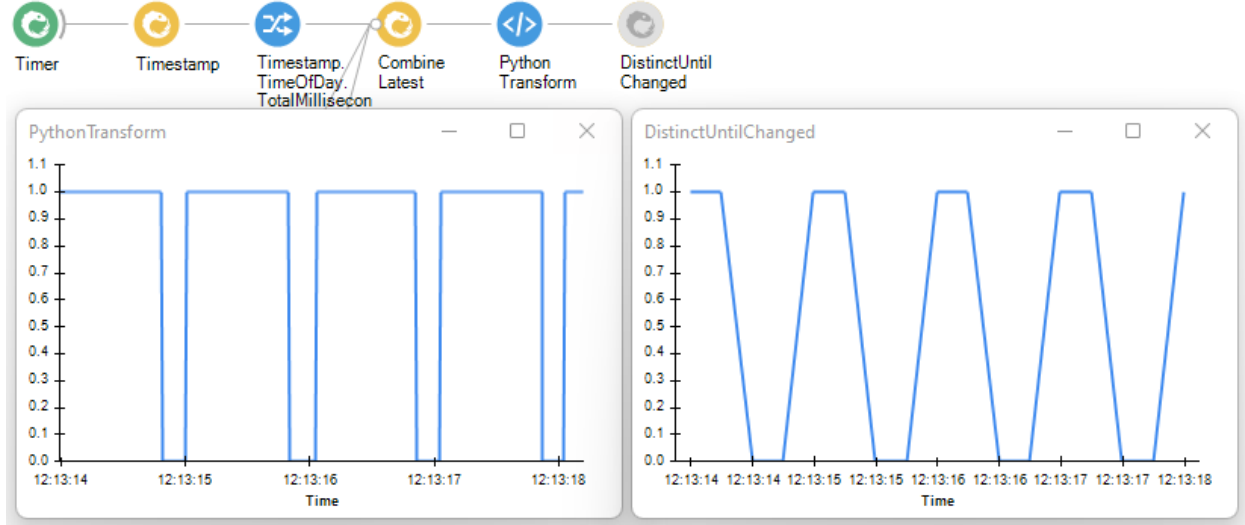 Timer
Timestamp
Timestamp.
TimeOfDay.
TotalMillisecon
Combine
Latest
Python
Transform
DistinctUntil
Changed
PythonTransform
1.1
1.0
0.9
0.8
0.7
0.6
0.5
0.4
0.3
0.2
0.1
0.0
12:13:14 12:13:15 12:13:16 12:13:17 12:13:18
Time
DistinctUntilChanged
1.1
1.0
0.9
0.8
0.7
0.6
0.5
0.4
0.3
0.2
0.1
0.0
12:13:14 12:13:14 12:13:15 12:13:15 12:13:16 12:13:16 12:13:17 12:13:17 12:13:18
Time